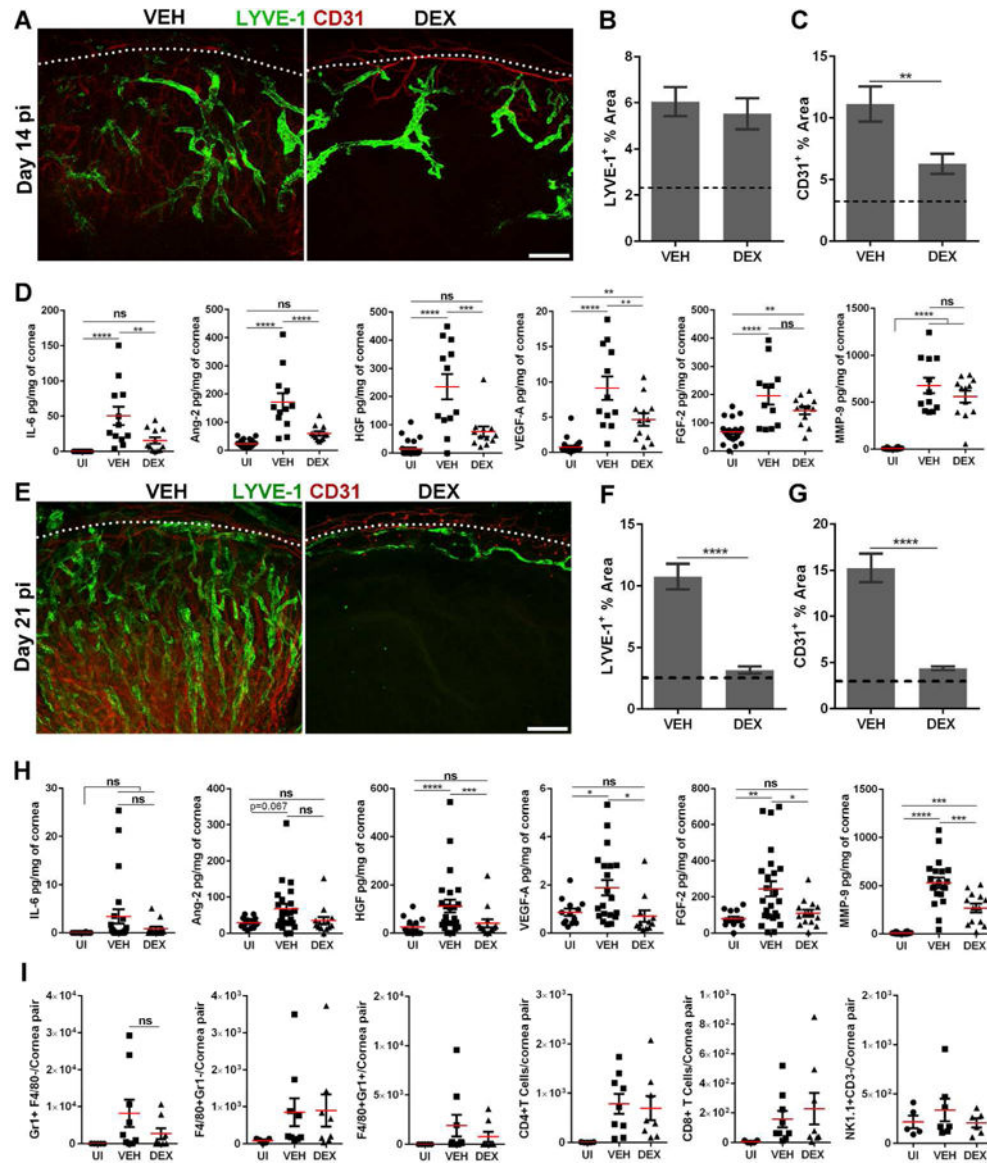 A VEH LYVE-1 CD31 DEX
Day 14 pi
B
LYVE-1+ % Area
8
6
4
2
0
VEH DEX
C
CD31+ % Area
15
10
5
0
**
VEH DEX
D
IL-6 pg/mg of cornea
200
150
100
50
0
ns
**** **
UI VEH DEX
Ang-2 pg/mg of cornea
500
400
300
200
100
0
ns
**** ****
UI VEH DEX
HGF pg/mg of cornea
500
400
300
200
100
0
ns
**** ***
UI VEH DEX
VEGF-A pg/mg of cornea
20
15
10
5
0
**
**** **
UI VEH DEX
FGF-2 pg/mg of cornea
500
400
300
200
100
0
**
**** ns
UI VEH DEX
MMP-9 pg/mg of cornea
1500
1000
500
0
ns
****
UI VEH DEX
E VEH LYVE-1 CD31 DEX
Day 21 pi
F
LYVE-1+ % Area
15
10
5
0
****
VEH DEX
G
CD31+ % Area
20
15
10
5
0
****
VEH DEX
H
IL-6 pg/mg of cornea
30
20
10
0
ns
ns
UI VEH DEX
Ang-2 pg/mg of cornea
400
300
200
100
0
ns
p=0.067 ns
UI VEH DEX
HGF pg/mg of cornea
600
400
200
0
ns
**** ***
UI VEH DEX
VEGF-A pg/mg of cornea
6
4
2
0
ns
* *
UI VEH DEX
FGF-2 pg/mg of cornea
800
600
400
200
0
ns
** *
UI VEH DEX
MMP-9 pg/mg of cornea
1500
1000
500
0
***
**** ***
UI VEH DEX
I
Gr1+ F4/80-/Cornea pair
4×10⁴
3×10⁴
2×10⁴
1×10⁴
0
ns
UI VEH DEX
F4/80+Gr1-/Cornea pair
4×10³
3×10³
2×10³
1×10³
0
UI VEH DEX
F4/80+Gr1+/Cornea pair
2×10⁴
1×10⁴
0
UI VEH DEX
CD4+T Cells/cornea pair
3×10³
2×10³
1×10³
0
UI VEH DEX
CD8+ T Cells/Cornea pair
10×10²
8×10²
6×10²
4×10²
2×10²
0
UI VEH DEX
NK1.1+CD3-/Cornea pair
2×10³
1×10³
0
UI VEH DEX